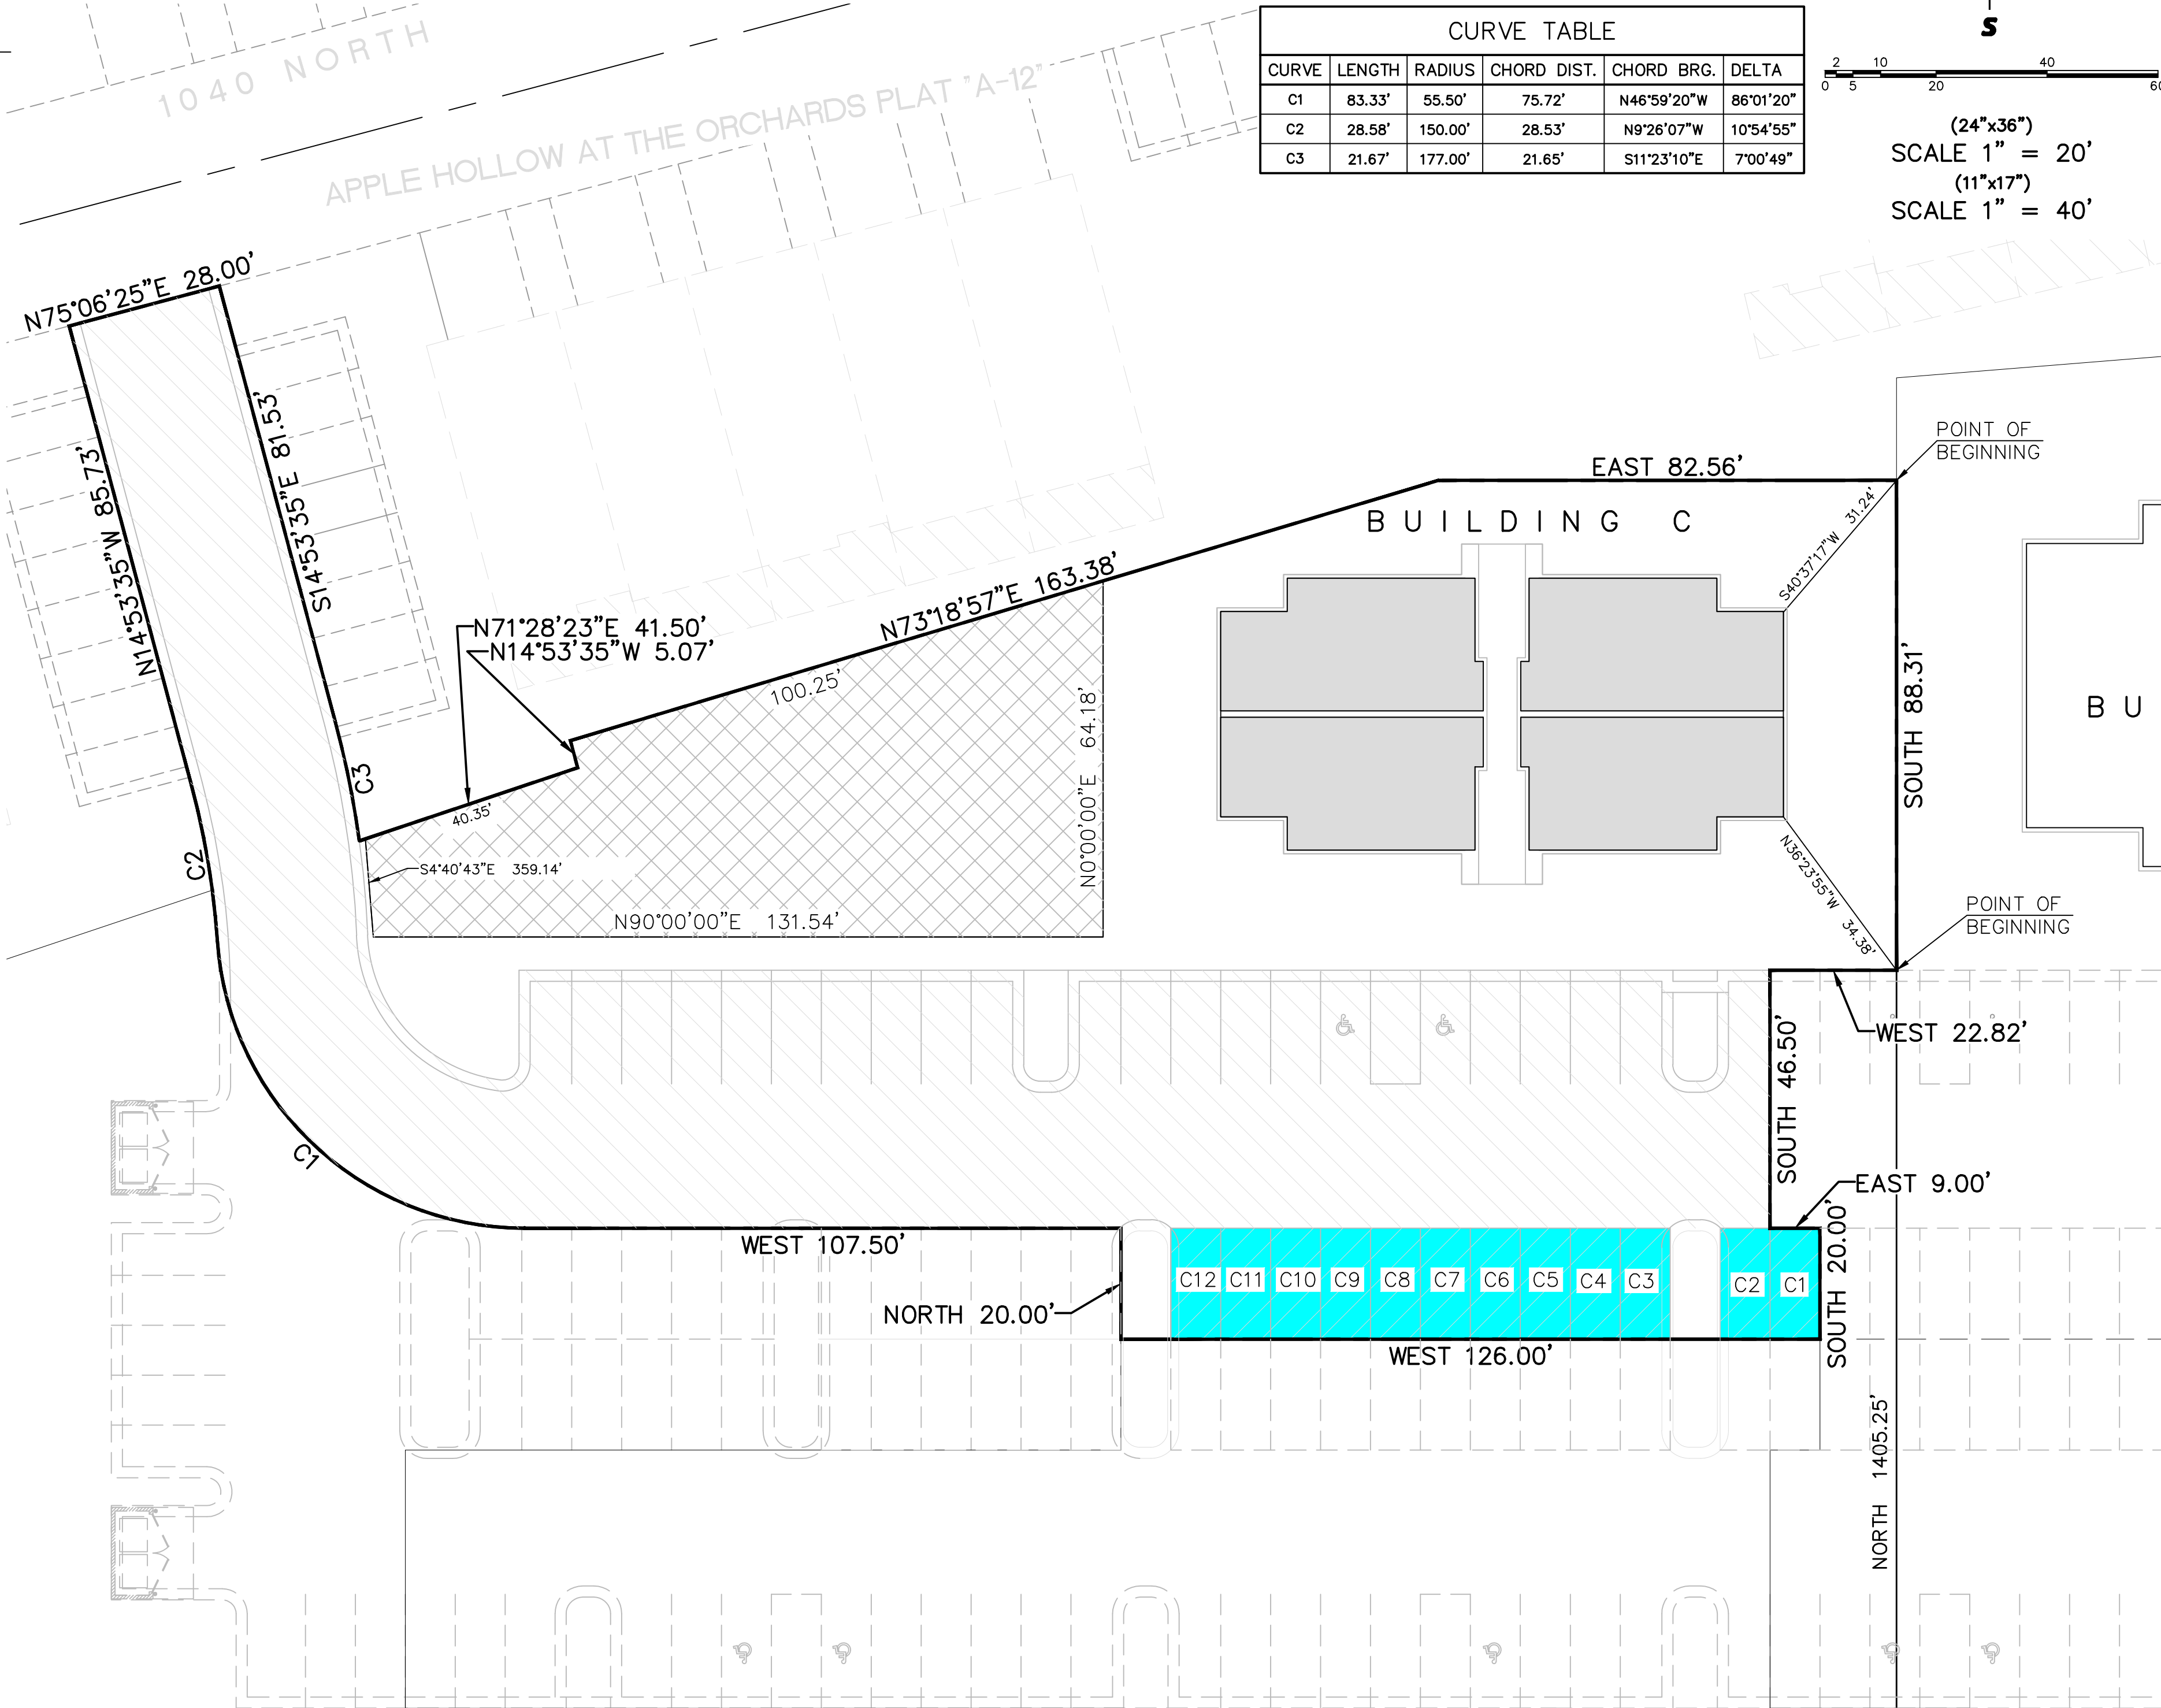 CURVE TABLE
CURVE LENGTH RADIUS CHORD DIST. CHORD BRG. DELTA
C1 83.33' 55.50' 75.72' N46°59'20"W 86°01'20"
C2 28.58' 150.00' 28.53' N9°26'07"W 10°54'55"
C3 21.67' 177.00' 21.65' S11°23'10"E 7°00'49"
S
2 10 40
0 5 20 60
(24"x36")
SCALE 1" = 20'
(11"x17")
SCALE 1" = 40'
1040 NORTH
APPLE HOLLOW AT THE ORCHARDS PLAT "A-12"
N75°06'25"E 28.00'
N14°53'35"W 85.73'
S14°53'35"E 81.53'
POINT OF
BEGINNING
EAST 82.56'
BUILDING C
S40°37'17"W 31.24'
N73°18'57"E 163.38'
N71°28'23"E 41.50'
N14°53'35"W 5.07'
100.25'
N0°00'00"E 64.18'
SOUTH 88.31'
BU
C3
40.35'
C2
S4°40'43"E 359.14'
N36°23'55"W 34.38'
N90°00'00"E 131.54'
POINT OF
BEGINNING
WEST 22.82'
SOUTH 46.50'
C1
EAST 9.00'
WEST 107.50'
SOUTH 20.00'
C12 C11 C10 C9 C8 C7 C6 C5 C4 C3 C2 C1
NORTH 20.00'
WEST 126.00'
NORTH 1405.25'